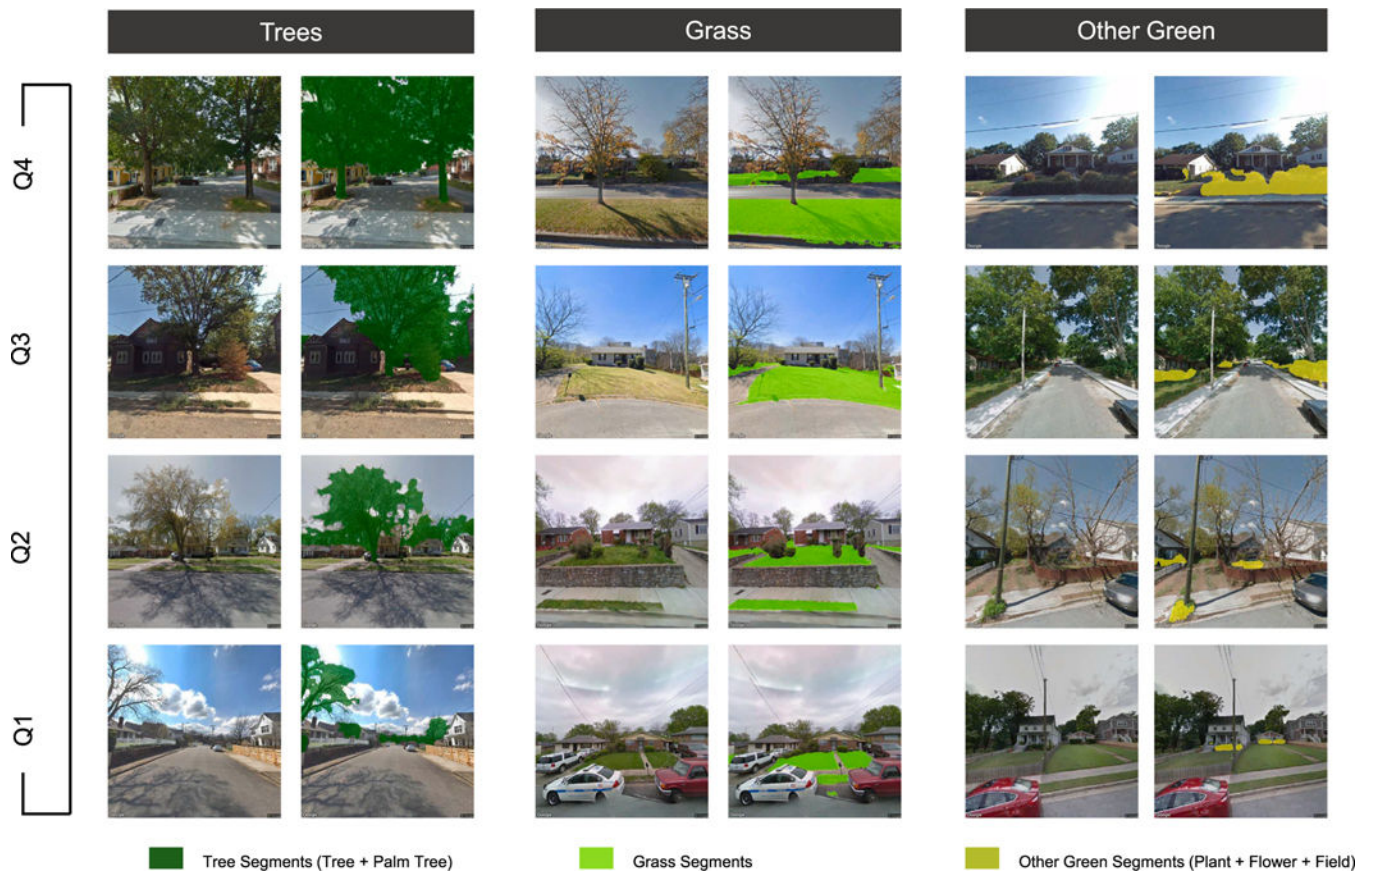 Trees
Grass
Other Green
Q4
Q3
Q2
Q1
Tree Segments (Tree + Palm Tree)
Grass Segments
Other Green Segments (Plant + Flower + Field)